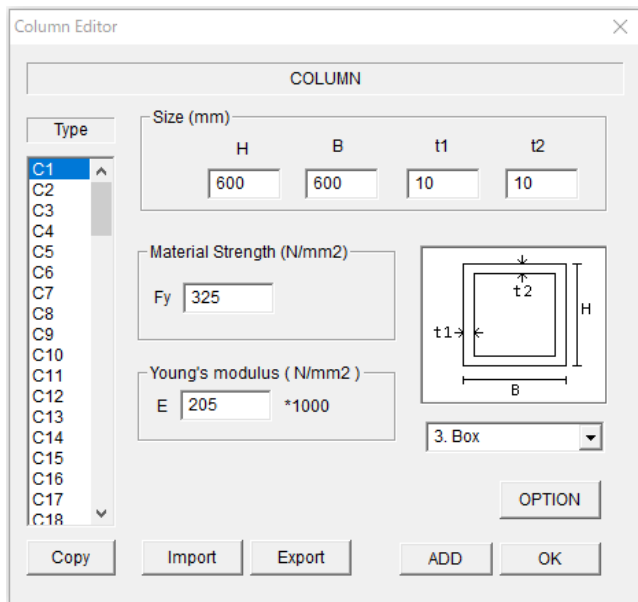 Column Editor
COLUMN
Type
Size (mm)
H B t1 t2
600 600 10 10
C1
C2
C3
C4
C5
C6
C7
C8
C9
C10
C11
C12
C13
C14
C15
C16
C17
C18
Material Strength (N/mm2)
Fy 325
Young's modulus ( N/mm2 )
E 205 *1000
t2
t1
H
B
3. Box
OPTION
Copy Import Export ADD OK